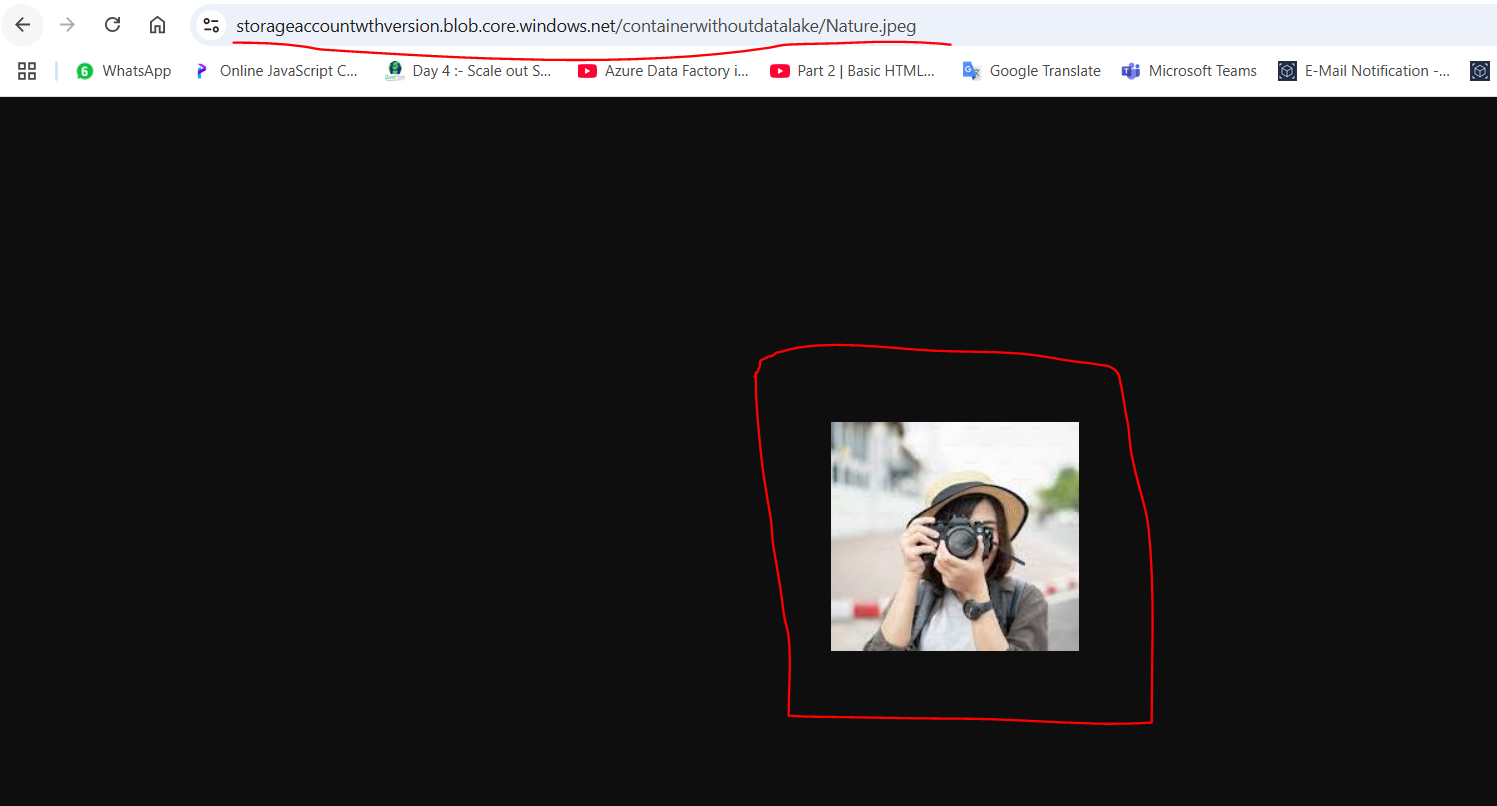 storageaccountwthversion.blob.core.windows.net/containerwithoutdatalake/Nature.jpeg
WhatsApp Online JavaScript C... Day 4 :- Scale out S... Azure Data Factory i... Part 2 | Basic HTML... Google Translate Microsoft Teams E-Mail Notification -...